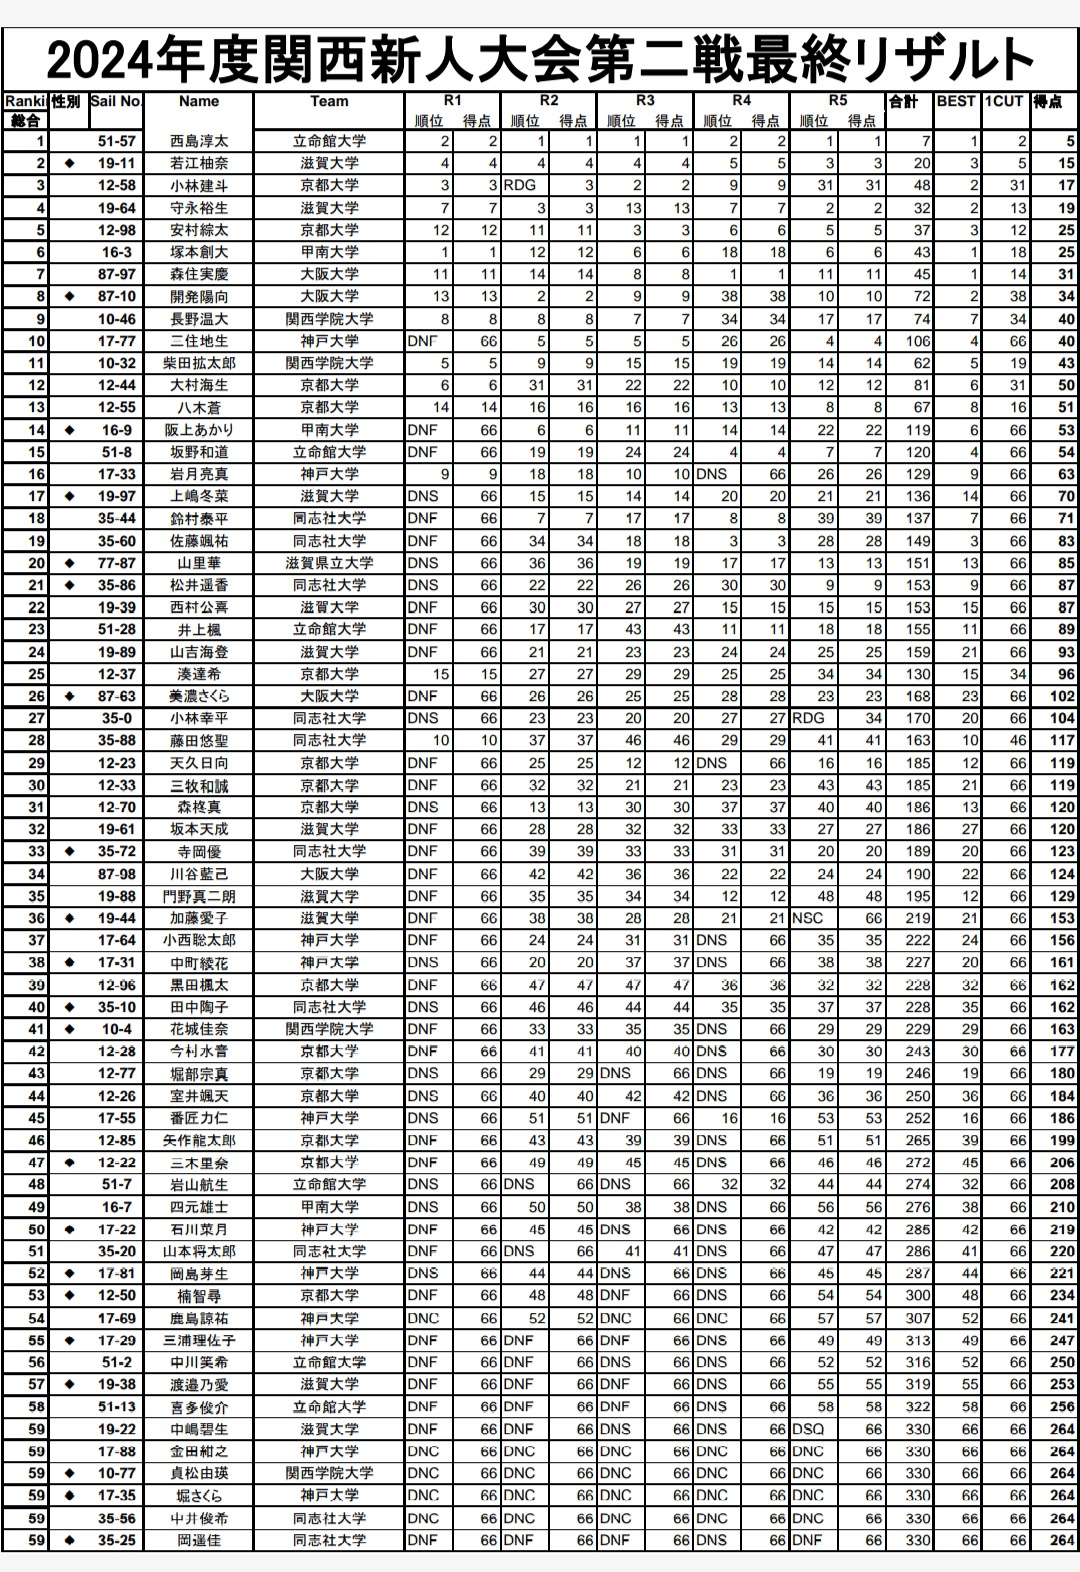 2024年度関西新人大会第二戦最終リザルト
Ranki 性別 Sail No. Name Team R1 R2 R3 R4 R5 合計 BEST 1CUT 得点
総合 順位 得点 順位 得点 順位 得点 順位 得点 順位 得点
1 51-57 西島淳太 立命館大学 2 2 1 1 1 1 2 2 1 1 7 1 2 5
2 ◆ 19-11 若江柚奈 滋賀大学 4 4 4 4 4 4 5 5 3 3 20 3 5 15
3 12-58 小林建斗 京都大学 3 3 RDG 3 2 2 9 9 31 31 48 2 31 17
4 19-64 守永裕生 滋賀大学 7 7 3 3 13 13 7 7 2 2 32 2 13 19
5 12-98 安村綜太 京都大学 12 12 11 11 3 3 6 6 5 5 37 3 12 25
6 16-3 塚本創大 甲南大学 1 1 12 12 6 6 18 18 6 6 43 1 18 25
7 87-97 森住実慶 大阪大学 11 11 14 14 8 8 1 1 11 11 45 1 14 31
8 ◆ 87-10 開発陽向 大阪大学 13 13 2 2 9 9 38 38 10 10 72 2 38 34
9 10-46 長野温大 関西学院大学 8 8 8 8 7 7 34 34 17 17 74 7 34 40
10 17-77 三住地生 神戸大学 DNF 66 5 5 5 5 26 26 4 4 106 4 66 40
11 10-32 柴田拡太郎 関西学院大学 5 5 9 9 15 15 19 19 14 14 62 5 19 43
12 12-44 大村海生 京都大学 6 6 31 31 22 22 10 10 12 12 81 6 31 50
13 12-55 八木蒼 京都大学 14 14 16 16 16 16 13 13 8 8 67 8 16 51
14 ◆ 16-9 阪上あかり 甲南大学 DNF 66 6 6 11 11 14 14 22 22 119 6 66 53
15 51-8 坂野和道 立命館大学 DNF 66 19 19 24 24 4 4 7 7 120 4 66 54
16 17-33 岩月亮真 神戸大学 9 9 18 18 10 10 DNS 66 26 26 129 9 66 63
17 ◆ 19-97 上嶋冬菜 滋賀大学 DNS 66 15 15 14 14 20 20 21 21 136 14 66 70
18 35-44 鈴村泰平 同志社大学 DNF 66 7 7 17 17 8 8 39 39 137 7 66 71
19 35-60 佐藤颯祐 同志社大学 DNF 66 34 34 18 18 3 3 28 28 149 3 66 83
20 ◆ 77-87 山里華 滋賀県立大学 DNS 66 36 36 19 19 17 17 13 13 151 13 66 85
21 ◆ 35-86 松井遥香 同志社大学 DNS 66 22 22 26 26 30 30 9 9 153 9 66 87
22 19-39 西村公喜 滋賀大学 DNF 66 30 30 27 27 15 15 15 15 153 15 66 87
23 51-28 井上楓 立命館大学 DNF 66 17 17 43 43 11 11 18 18 155 11 66 89
24 19-89 山吉海登 滋賀大学 DNF 66 21 21 23 23 24 24 25 25 159 21 66 93
25 12-37 湊達希 京都大学 15 15 27 27 29 29 25 25 34 34 130 15 34 96
26 ◆ 87-63 美濃さくら 大阪大学 DNF 66 26 26 25 25 28 28 23 23 168 23 66 102
27 35-0 小林幸平 同志社大学 DNS 66 23 23 20 20 27 27 RDG 34 170 20 66 104
28 35-88 藤田悠聖 同志社大学 10 10 37 37 46 46 29 29 41 41 163 10 46 117
29 12-23 天久日向 京都大学 DNF 66 25 25 12 12 DNS 66 16 16 185 12 66 119
30 12-33 三牧和誠 京都大学 DNF 66 32 32 21 21 23 23 43 43 185 21 66 119
31 12-70 森柊真 京都大学 DNS 66 13 13 30 30 37 37 40 40 186 13 66 120
32 19-61 坂本天成 滋賀大学 DNF 66 28 28 32 32 33 33 27 27 186 27 66 120
33 ◆ 35-72 寺岡優 同志社大学 DNF 66 39 39 33 33 31 31 20 20 189 20 66 123
34 87-98 川谷藍己 大阪大学 DNF 66 42 42 36 36 22 22 24 24 190 22 66 124
35 19-88 門野真二朗 滋賀大学 DNF 66 35 35 34 34 12 12 48 48 195 12 66 129
36 ◆ 19-44 加藤愛子 滋賀大学 DNF 66 38 38 28 28 21 21 NSC 66 219 21 66 153
37 17-64 小西聡太郎 神戸大学 DNF 66 24 24 31 31 DNS 66 35 35 222 24 66 156
38 ◆ 17-31 中町綾花 神戸大学 DNS 66 20 20 37 37 DNS 66 38 38 227 20 66 161
39 12-96 黒田楓太 京都大学 DNF 66 47 47 47 47 36 36 32 32 228 32 66 162
40 ◆ 35-10 田中陶子 同志社大学 DNS 66 46 46 44 44 35 35 37 37 228 35 66 162
41 ◆ 10-4 花城佳奈 関西学院大学 DNF 66 33 33 35 35 DNS 66 29 29 229 29 66 163
42 12-28 今村水音 京都大学 DNF 66 41 41 40 40 DNS 66 30 30 243 30 66 177
43 12-77 堀部宗真 京都大学 DNS 66 29 29 DNS 66 DNS 66 19 19 246 19 66 180
44 12-26 室井颯天 京都大学 DNS 66 40 40 42 42 DNS 66 36 36 250 36 66 184
45 17-55 番匠力仁 神戸大学 DNS 66 51 51 DNF 66 16 16 53 53 252 16 66 186
46 12-85 矢作龍太郎 京都大学 DNF 66 43 43 39 39 DNS 66 51 51 265 39 66 199
47 ◆ 12-22 三木里奈 京都大学 DNF 66 49 49 45 45 DNS 66 46 46 272 45 66 206
48 51-7 岩山航生 立命館大学 DNS 66 DNS 66 DNS 66 32 32 44 44 274 32 66 208
49 16-7 四元雄士 甲南大学 DNS 66 50 50 38 38 DNS 66 56 56 276 38 66 210
50 ◆ 17-22 石川菜月 神戸大学 DNF 66 45 45 DNS 66 DNS 66 42 42 285 42 66 219
51 35-20 山本将太郎 同志社大学 DNF 66 DNS 66 41 41 DNS 66 47 47 286 41 66 220
52 ◆ 17-81 岡島芽生 神戸大学 DNS 66 44 44 DNS 66 DNS 66 45 45 287 44 66 221
53 ◆ 12-50 楠智尋 京都大学 DNF 66 48 48 DNF 66 DNS 66 54 54 300 48 66 234
54 17-69 鹿島諒祐 神戸大学 DNC 66 52 52 DNC 66 DNC 66 57 57 307 52 66 241
55 ◆ 17-29 三浦理佐子 神戸大学 DNF 66 DNF 66 DNF 66 DNS 66 49 49 313 49 66 247
56 51-2 中川笑希 立命館大学 DNF 66 DNF 66 DNS 66 DNS 66 52 52 316 52 66 250
57 ◆ 19-38 渡邉乃愛 滋賀大学 DNF 66 DNF 66 DNF 66 DNS 66 55 55 319 55 66 253
58 51-13 喜多俊介 立命館大学 DNF 66 DNF 66 DNF 66 DNS 66 58 58 322 58 66 256
59 19-22 中嶋碧生 滋賀大学 DNF 66 DNF 66 DNS 66 DNS 66 DSQ 66 330 66 66 264
59 17-88 金田紺之 神戸大学 DNC 66 DNC 66 DNC 66 DNC 66 DNC 66 330 66 66 264
59 ◆ 10-77 貞松由瑛 関西学院大学 DNC 66 DNC 66 DNC 66 DNC 66 DNC 66 330 66 66 264
59 ◆ 17-35 堀さくら 神戸大学 DNC 66 DNC 66 DNC 66 DNC 66 DNC 66 330 66 66 264
59 35-56 中井俊希 同志社大学 DNC 66 DNC 66 DNC 66 DNC 66 DNC 66 330 66 66 264
59 ◆ 35-25 岡遥佳 同志社大学 DNF 66 DNF 66 DNF 66 DNS 66 DNF 66 330 66 66 264